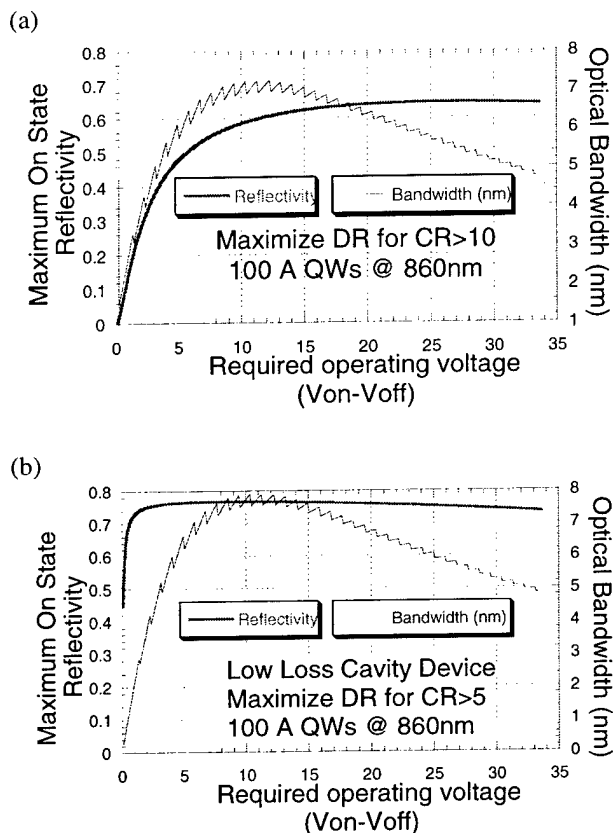 (a)
0.8
0.7
0.6
0.5
0.4
0.3
0.2
0.1
0
Maximum On State
Reflectivity
8
7
6
5
4
3
2
1
Optical Bandwidth (nm)
Reflectivity
Bandwidth (nm)
Maximize DR for CR>10
100 A QWs @ 860nm
0 5 10 15 20 25 30 35
Required operating voltage
(Von-Voff)
(b)
0.8
0.7
0.6
0.5
0.4
0.3
0.2
0.1
0
Maximum On State
Reflectivity
8
7
6
5
4
3
2
1
0
Optical Bandwidth (nm)
Reflectivity
Bandwidth (nm)
Low Loss Cavity Device
Maximize DR for CR>5
100 A QWs @ 860nm
0 5 10 15 20 25 30 35
Required operating voltage
(Von-Voff)